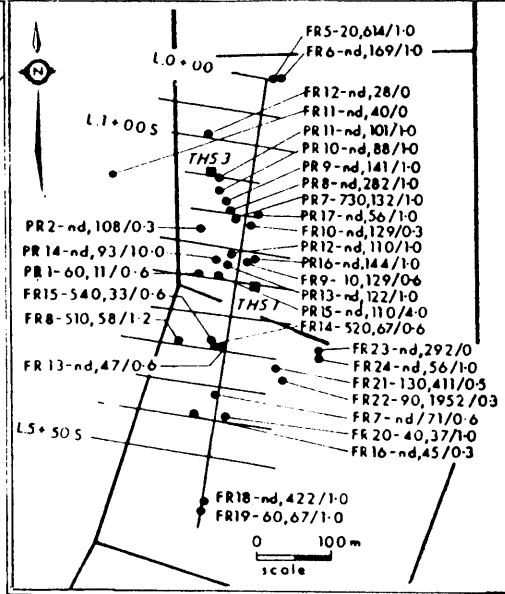 FR5-20,614/1.0
FR6-nd,169/1.0
L.0+00
N
FR12-nd,28/0
FR11-nd,40/0
L.1+00S
PR11-nd,101/1.0
PR10-nd,88/1.0
THS 3
PR9-nd,141/1.0
PR8-nd,282/1.0
PR7-730,132/1.0
PR17-nd,56/1.0
PR2-nd,108/0.3
FR10-nd,129/0.3
PR12-nd,110/1.0
PR14-nd,93/10.0
PR16-nd,144/1.0
PR1-60,11/0.6
FR9-10,129/0.6
PR13-nd,122/1.0
FR15-540,33/0.6
THS 1
PR15-nd,110/4.0
FR8-510,58/1.2
FR14-520,67/0.6
FR23-nd,292/0
FR13-nd,47/0.6
FR24-nd,56/1.0
FR21-130,411/0.5
FR22-90,1952/03
FR7-nd/71/0.6
L.5+50S
FR20-40,37/1.0
FR16-nd,45/0.3
FR18-nd,422/1.0
FR19-60,67/1.0
0 100m
scale